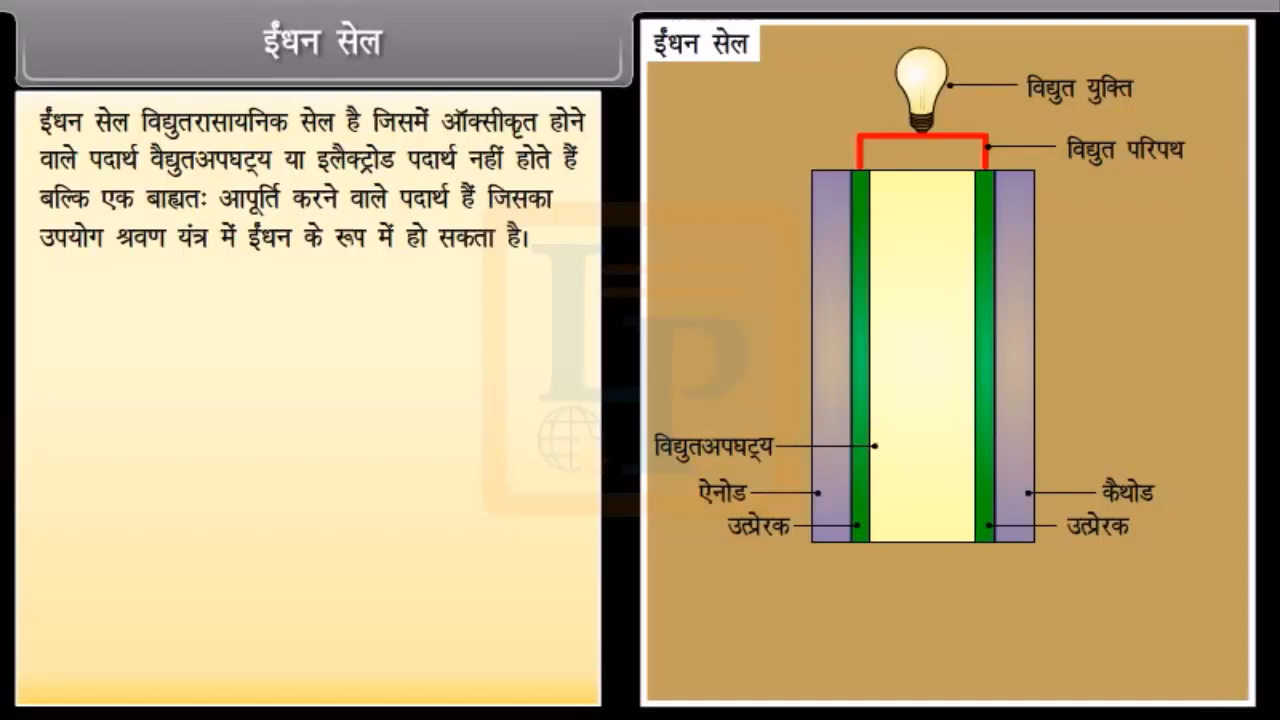 ईंधन सेल
ईंधन सेल विद्युतरासायनिक सेल है जिसमें ऑक्सीकृत होने
वाले पदार्थ वैद्युतअपघट्य या इलैक्ट्रोड पदार्थ नहीं होते हैं
बल्कि एक बाह्यतः आपूर्ति करने वाले पदार्थ हैं जिसका
उपयोग श्रवण यंत्र में ईंधन के रूप में हो सकता है।
ईंधन सेल
विद्युत युक्ति
विद्युत परिपथ
विद्युतअपघट्य
ऐनोड
कैथोड
उत्प्रेरक
उत्प्रेरक
LP